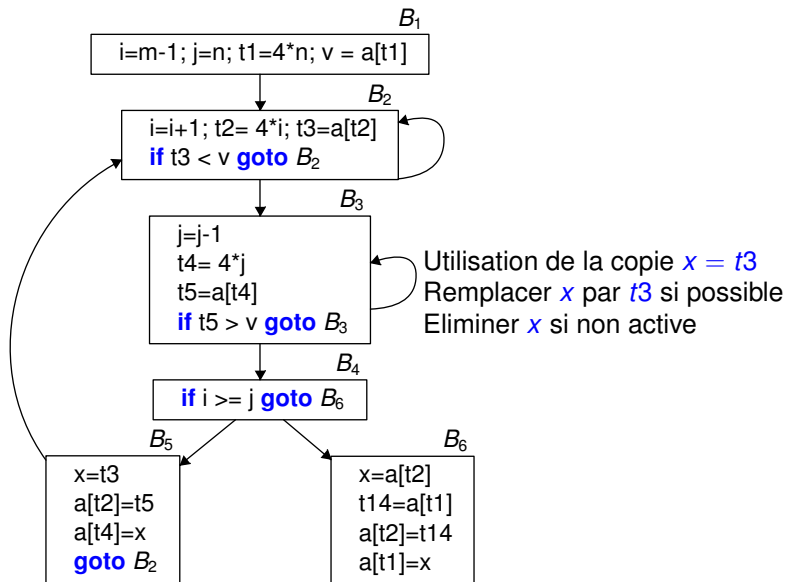 B1
i=m-1; j=n; t1=4*n; v = a[t1]
B2
i=i+1; t2= 4*i; t3=a[t2]
if t3 < v goto B2
B3
j=j-1
t4= 4*j
t5=a[t4]
if t5 > v goto B3
Utilisation de la copie x = t3
Remplacer x par t3 si possible
Eliminer x si non active
B4
if i >= j goto B6
B5
x=t3
a[t2]=t5
a[t4]=x
goto B2
B6
x=a[t2]
t14=a[t1]
a[t2]=t14
a[t1]=x